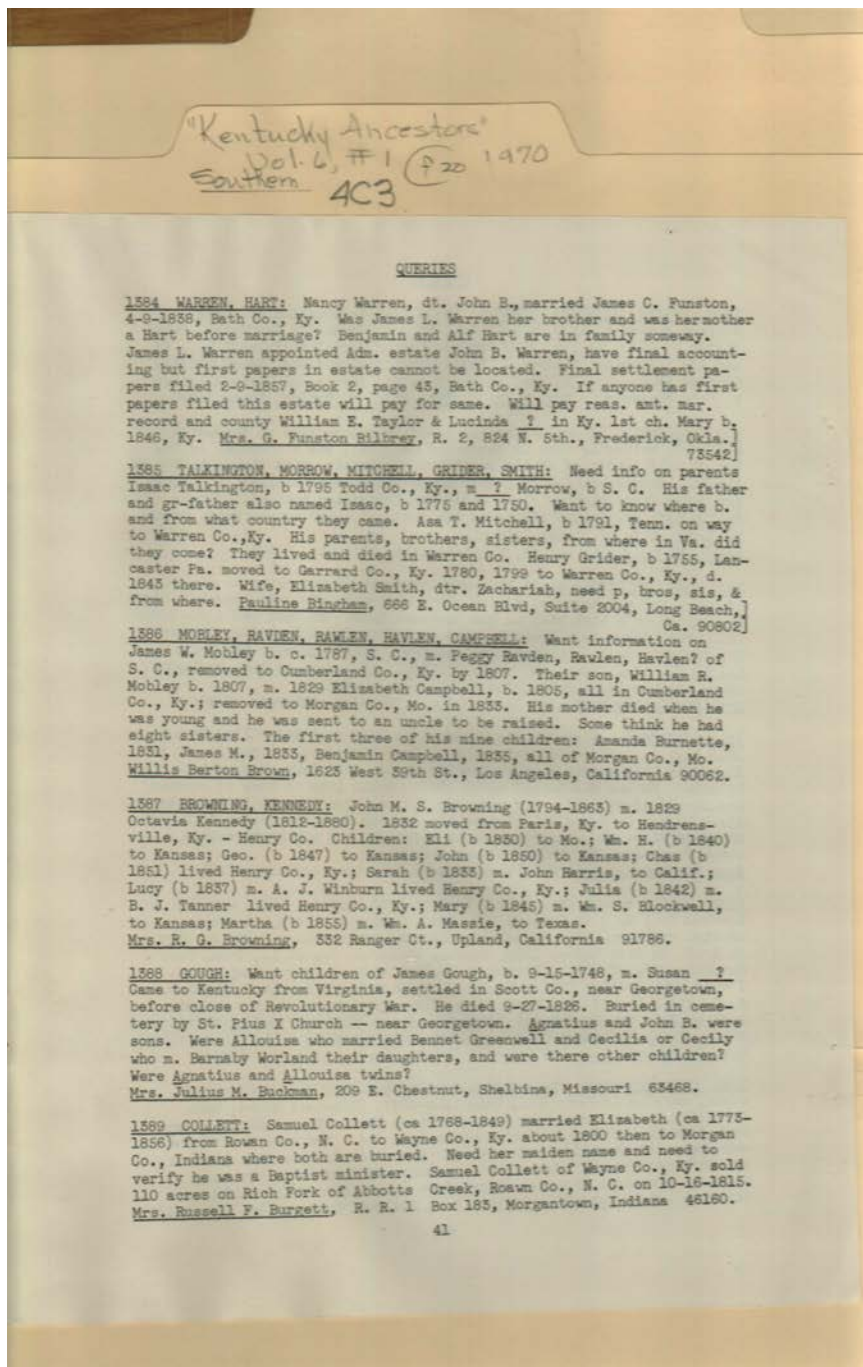 "Kentucky Ancestors"
Vol. 6, #1 p 20 1970
Southern
4C3
QUERIES
1384 WARREN, HART: Nancy Warren, dt. John B., married James C. Funston,
4-9-1838, Bath Co., Ky. Was James L. Warren her brother and was hermother
a Hart before marriage? Benjamin and Alf Hart are in family someway.
James L. Warren appointed Adm. estate John B. Warren, have final account-
ing but first papers in estate cannot be located. Final settlement pa-
pers filed 2-9-1857, Book 2, page 43, Bath Co., Ky. If anyone has first
papers filed this estate will pay for same. Will pay reas. amt. mar.
record and county William E. Taylor & Lucinda ? in Ky. 1st ch. Mary b.
1846, Ky. Mrs. G. Funston Bilbrey, R. 2, 824 N. 5th., Frederick, Okla.]
73542]
1385 TALKINGTON, MORROW, MITCHELL, GRIDER, SMITH: Need info on parents
Isaac Talkington, b 1795 Todd Co., Ky., m ? Morrow, b S. C. His father
and gr-father also named Isaac, b 1775 and 1750. Want to know where b.
and from what country they came. Asa T. Mitchell, b 1791, Tenn. on way
to Warren Co.,Ky. His parents, brothers, sisters, from where in Va. did
they come? They lived and died in Warren Co. Henry Grider, b 1755, Lan-
caster Pa. moved to Garrard Co., Ky. 1780, 1799 to Warren Co., Ky., d.
1843 there. Wife, Elizabeth Smith, dtr. Zachariah, need p, bros, sis, &
from where. Pauline Bingham, 666 E. Ocean Blvd, Suite 2004, Long Beach,]
Ca. 90802]
1386 MOBLEY, RAVDEN, RAWLEN, HAVLEN, CAMPBELL: Want information on
James W. Mobley b. c. 1787, S. C., m. Peggy Ravden, Rawlen, Havlen? of
S. C., removed to Cumberland Co., Ky. by 1807. Their son, William R.
Mobley b. 1807, m. 1829 Elizabeth Campbell, b. 1805, all in Cumberland
Co., Ky.; removed to Morgan Co., Mo. in 1833. His mother died when he
was young and he was sent to an uncle to be raised. Some think he had
eight sisters. The first three of his nine children: Amanda Burnette,
1831, James M., 1833, Benjamin Campbell, 1835, all of Morgan Co., Mo.
Willis Berton Brown, 1623 West 39th St., Los Angeles, California 90062.
1387 BROWNING, KENNEDY: John M. S. Browning (1794-1863) m. 1829
Octavia Kennedy (1812-1880). 1832 moved from Paris, Ky. to Hendrens-
ville, Ky. - Henry Co. Children: Eli (b 1830) to Mo.; Wm. H. (b 1840)
to Kansas; Geo. (b 1847) to Kansas; John (b 1850) to Kansas; Chas (b
1851) lived Henry Co., Ky.; Sarah (b 1833) m. John Harris, to Calif.;
Lucy (b 1837) m. A. J. Winburn lived Henry Co., Ky.; Julia (b 1842) m.
B. J. Tanner lived Henry Co., Ky.; Mary (b 1845) m. Wm. S. Blockwell,
to Kansas; Martha (b 1855) m. Wm. A. Massie, to Texas.
Mrs. R. G. Browning, 332 Ranger Ct., Upland, California 91786.
1388 GOUGH: Want children of James Gough, b. 9-15-1748, m. Susan ?
Came to Kentucky from Virginia, settled in Scott Co., near Georgetown,
before close of Revolutionary War. He died 9-27-1826. Buried in ceme-
tery by St. Pius X Church -- near Georgetown. Agnatius and John B. were
sons. Were Allouisa who married Bennet Greenwell and Cecilia or Cecily
who m. Barnaby Worland their daughters, and were there other children?
Were Agnatius and Allouisa twins?
Mrs. Julius M. Buckman, 209 E. Chestnut, Shelbina, Missouri 63468.
1389 COLLETT: Samuel Collett (ca 1768-1849) married Elizabeth (ca 1773-
1856) from Rowan Co., N. C. to Wayne Co., Ky. about 1800 then to Morgan
Co., Indiana where both are buried. Need her maiden name and need to
verify he was a Baptist minister. Samuel Collett of Wayne Co., Ky. sold
110 acres on Rich Fork of Abbotts Creek, Roawn Co., N. C. on 10-16-1815.
Mrs. Russell F. Burgett, R. R. 1 Box 183, Morgantown, Indiana 46160.
41